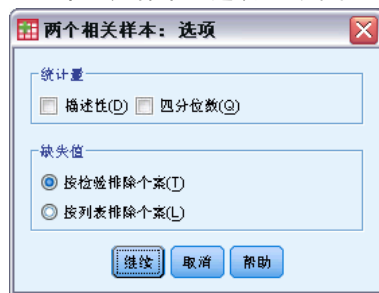 两个相关样本：选项
统计量
描述性(D) 四分位数(Q)
缺失值
按检验排除个案(T)
按列表排除个案(L)
继续 取消 帮助